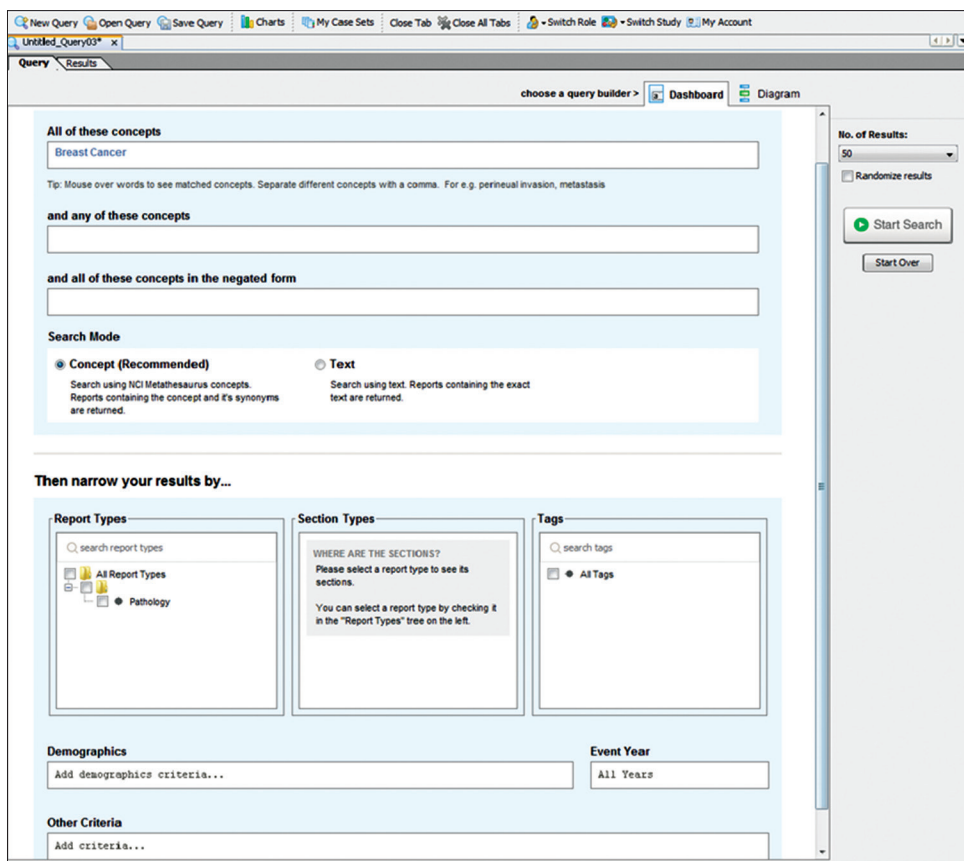 New Query Open Query Save Query Charts My Case Sets Close Tab Close All Tabs Switch Role Switch Study My Account
Untitled_Query03* x
Query Results
choose a query builder > Dashboard Diagram
All of these concepts
Breast Cancer
Tip: Mouse over words to see matched concepts. Separate different concepts with a comma. For e.g. perineual invasion, metastasis
and any of these concepts
and all of these concepts in the negated form
Search Mode
Concept (Recommended) Text
Search using NCI Metathesaurus concepts.
Reports containing the concept and it's synonyms
are returned.
Search using text. Reports containing the exact
text are returned.
No. of Results:
50
Randomize results
Start Search
Start Over
Then narrow your results by...
Report Types
search report types
All Report Types
Pathology
Section Types
WHERE ARE THE SECTIONS?
Please select a report type to see its
sections.
You can select a report type by checking it
in the "Report Types" tree on the left.
Tags
search tags
All Tags
Demographics
Add demographics criteria...
Event Year
All Years
Other Criteria
Add criteria...